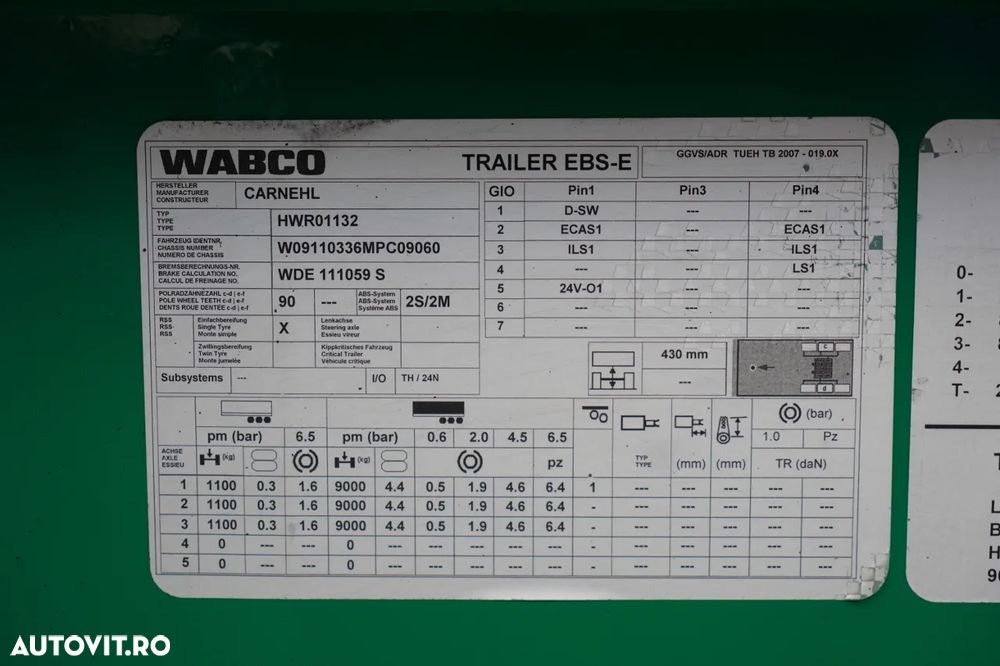 WABCO TRAILER EBS-E GGVS/ADR TUEH TB 2007 - 019.0X
HERSTELLER
MANUFACTURER
CONSTRUCTEUR
CARNEHL
TYP
TYPE
TYPE
HWR01132
FAHRZEUG IDENTNR.
CHASSIS NUMBER
NUMERO DE CHASSIS
W09110336MPC09060
BREMSBERECHNUNGS-NR.
BRAKE CALCULATION NO.
CALCUL DE FREINAGE NO.
WDE 111059 S
POLRADZÄHNEZAHL c-d | e-f
POLE WHEEL TEETH c-d | e-f
DENTS ROUE DENTÉE c-d | e-f
90 ---
ABS-System
ABS-System
Système ABS
2S/2M
RSS
RSS
RSS
Einfachbereifung
Single Tyre
Monte simple
X
Lenkachse
Steering axle
Essieu vireur
Zwillingsbereifung
Twin Tyre
Monte jumelée
Kippkritisches Fahrzeug
Critical Trailer
Véhicule critique
Subsystems --- I/O TH / 24N
GIO Pin1 Pin3 Pin4
1 D-SW --- ---
2 ECAS1 --- ECAS1
3 ILS1 --- ILS1
4 --- --- LS1
5 24V-O1 --- ---
6 --- --- ---
7 --- --- ---
430 mm
---
c
d
pm (bar) 6.5 pm (bar) 0.6 2.0 4.5 6.5
(bar)
1.0 Pz
ACHSE
AXLE
ESSIEU
(kg) (kg) pz
TYP
TYPE
(mm) (mm) TR (daN)
1 1100 0.3 1.6 9000 4.4 0.5 1.9 4.6 6.4 1 --- --- --- --- ---
2 1100 0.3 1.6 9000 4.4 0.5 1.9 4.6 6.4 - --- --- --- --- ---
3 1100 0.3 1.6 9000 4.4 0.5 1.9 4.6 6.4 - --- --- --- --- ---
4 0 --- --- 0 --- --- --- --- --- - --- --- --- --- ---
5 0 --- --- 0 --- --- --- --- --- - --- --- --- --- ---
0-
1-
2-
3-
4-
T-
AUTOVIT.RO